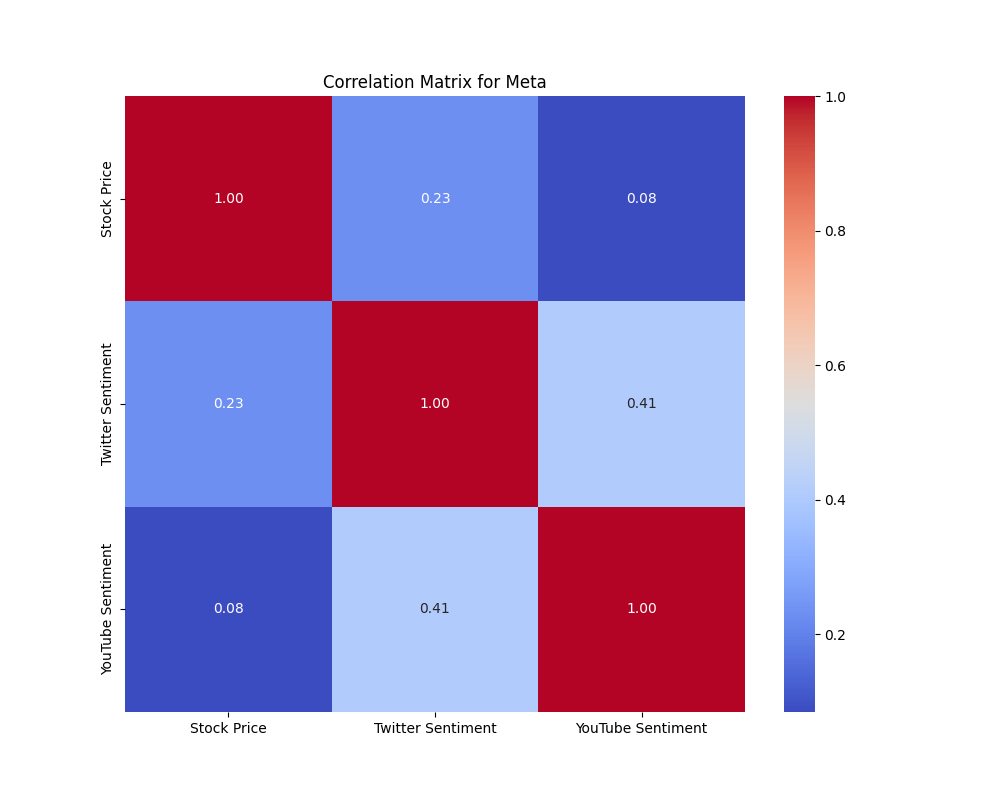 Correlation Matrix for Meta
Stock Price
1.00
0.23
0.08
Twitter Sentiment
0.23
1.00
0.41
YouTube Sentiment
0.08
0.41
1.00
Stock Price
Twitter Sentiment
YouTube Sentiment
1.0
0.8
0.6
0.4
0.2